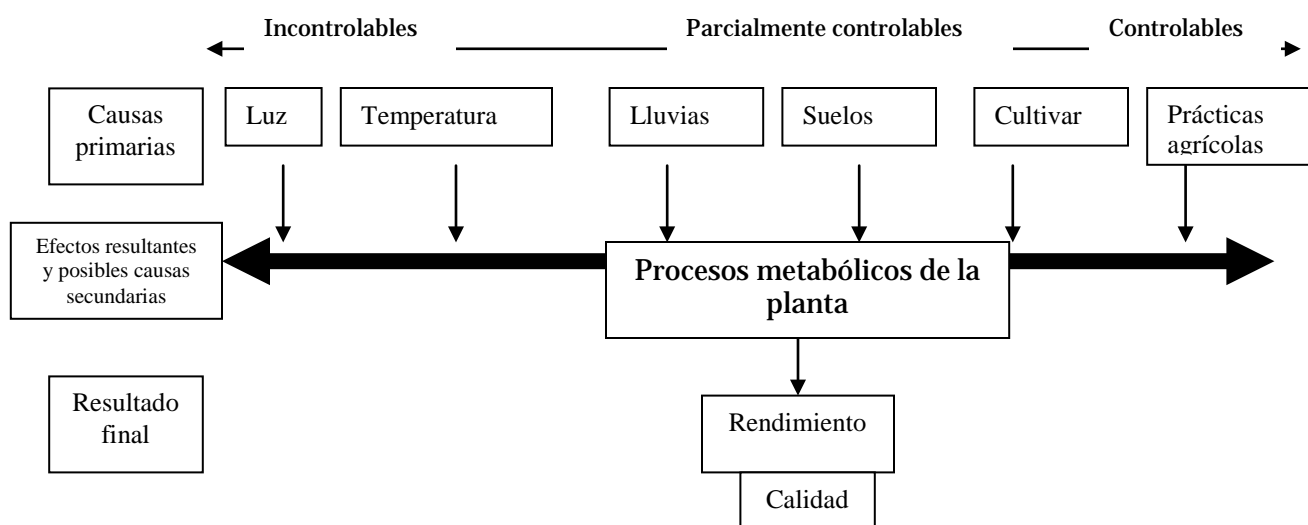 Incontrolables Parcialmente controlables Controlables
Causas
primarias
Luz
Temperatura
Lluvias
Suelos
Cultivar
Prácticas
agrícolas
Efectos resultantes
y posibles causas
secundarias
Procesos metabólicos de la
planta
Resultado
final
Rendimiento
Calidad